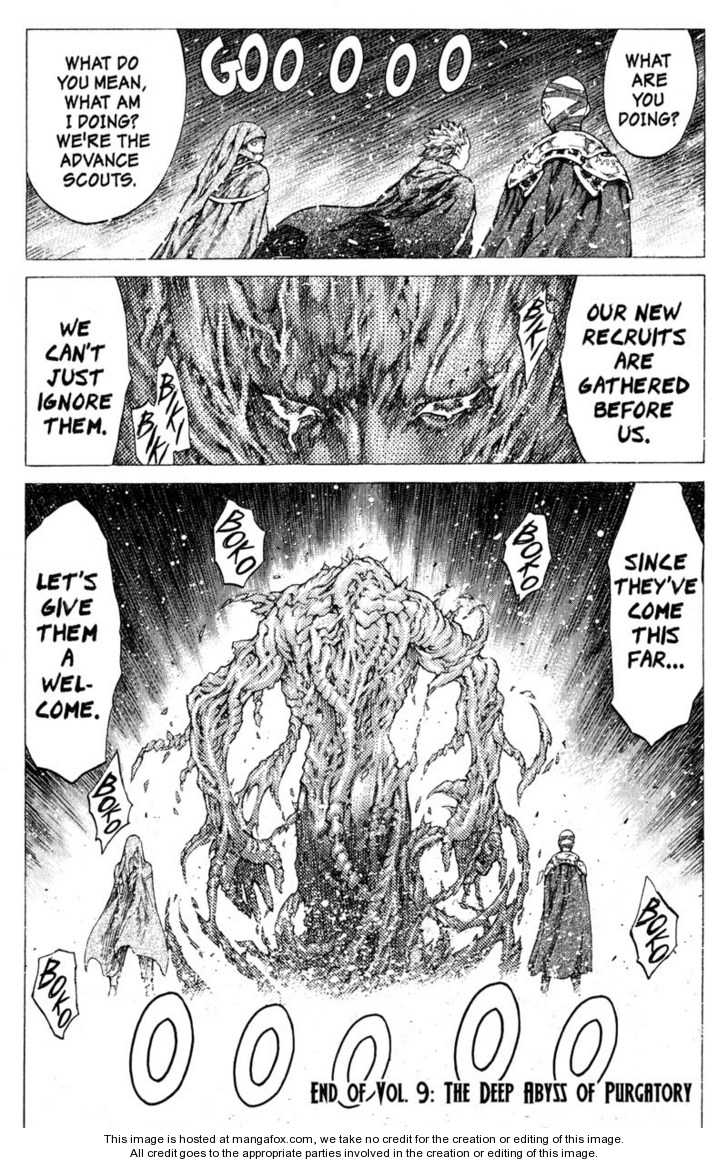 WHAT
ARE
YOU
DOING?
GOOOOO
WHAT DO
YOU MEAN,
WHAT AM
I DOING?
WE'RE THE
ADVANCE
SCOUTS.
OUR NEW
RECRUITS
ARE
GATHERED
BEFORE
US.
BIKI
WE
CAN'T
JUST
IGNORE
THEM.
BIKI
BIKI
SINCE
THEY'VE
COME
THIS
FAR...
BOKO
BOKO
LET'S
GIVE
THEM
A
WEL-
COME.
BOKO
BOKO
BOKO
OOOOO
END OF VOL. 9: THE DEEP ABYSS OF PURGATORY
This image is hosted at mangafox.com, we take no credit for the creation or editing of this image.
All credit goes to the appropriate parties involved in the creation or editing of this image.